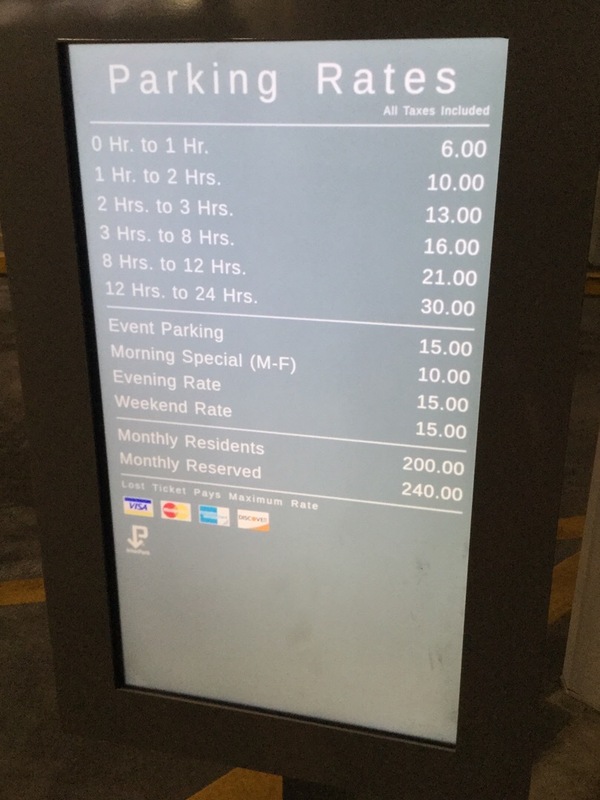 Parking Rates
All Taxes Included
0 Hr. to 1 Hr. 6.00
1 Hr. to 2 Hrs. 10.00
2 Hrs. to 3 Hrs. 13.00
3 Hrs. to 8 Hrs. 16.00
8 Hrs. to 12 Hrs. 21.00
12 Hrs. to 24 Hrs. 30.00
Event Parking 15.00
Morning Special (M-F) 10.00
Evening Rate 15.00
Weekend Rate 15.00
Monthly Residents 200.00
Monthly Reserved 240.00
Lost Ticket Pays Maximum Rate
VISA DISCOVER